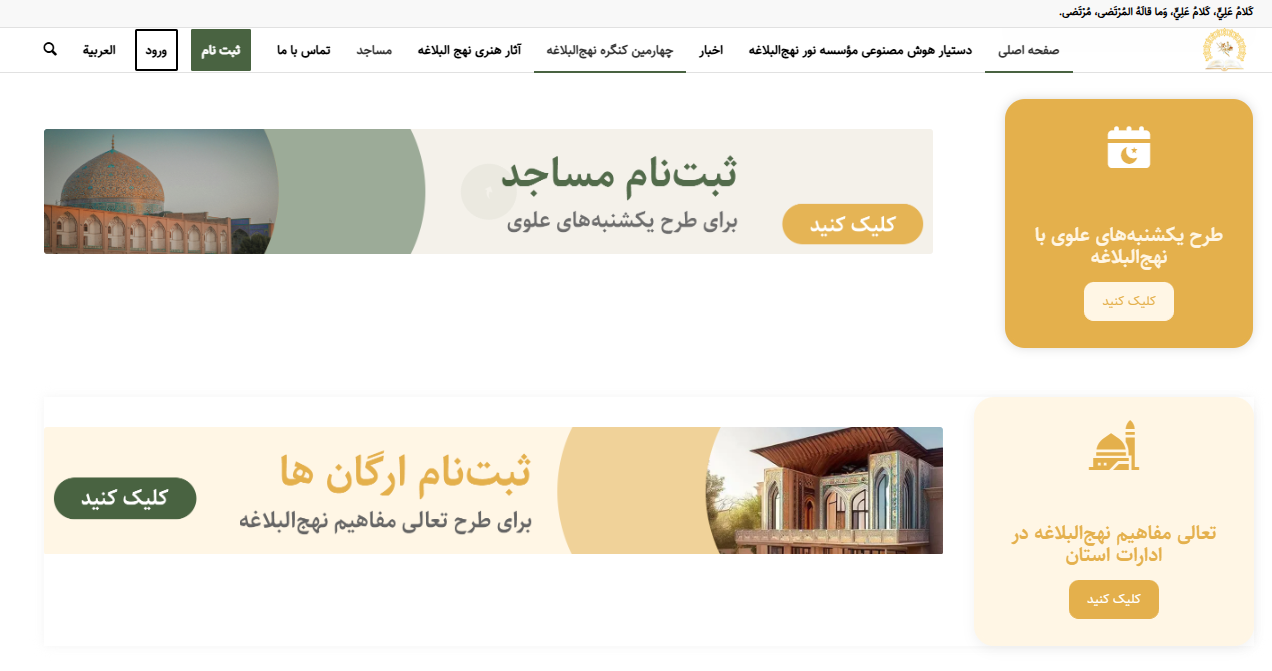 کَلامُ عَلِيٍّ، کَلامُ عَلِيٍّ، وَما قالَهُ المُرْتَضی، مُرْتَضی.
صفحه اصلی
دستیار هوش مصنوعی مؤسسه نور نهج‌البلاغه
اخبار
چهارمین کنگره نهج‌البلاغه
آثار هنری نهج البلاغه
مساجد
تماس با ما
ثبت نام
ورود
العربية
طرح یکشنبه‌های علوی با
نهج‌البلاغه
کلیک کنید
ثبت‌نام مساجد
برای طرح یکشنبه‌های علوی
کلیک کنید
تعالی مفاهیم نهج‌البلاغه در
ادارات استان
کلیک کنید
ثبت‌نام ارگان ها
برای طرح تعالی مفاهیم نهج‌البلاغه
کلیک کنید